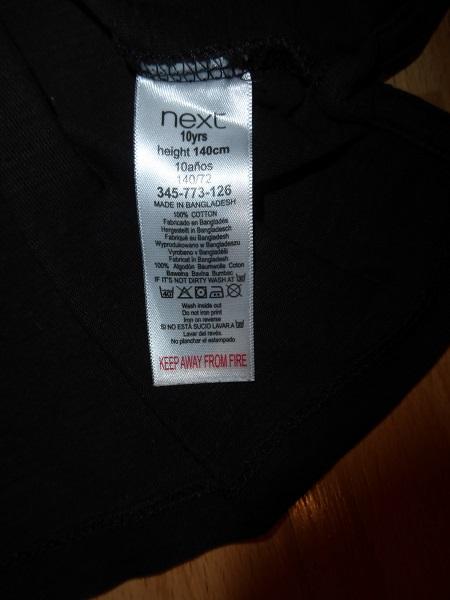 next
10yrs
height 140cm
10años
140/72
345-773-126
MADE IN BANGLADESH
100% COTTON
Fabricado en Bangladés
Hergestellt in Bangladesch
Fabriqué au Bangladesh
Wyprodukowano w Bangladeszu
Vyrobeno v Bangladéši
Fabricat în Bangladesh
100% Algodón Baumwolle Coton
Bawełna Bavlna Bumbac
IF IT'S NOT DIRTY WASH AT
40
Wash inside out
Do not iron print
Iron on reverse
SI NO ESTÁ SUCIO LAVAR A
Lavar del revés.
No planchar el estampado
KEEP AWAY FROM FIRE